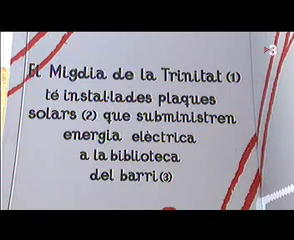 3
El Migdia de la Trinitat (1)
té instal·lades plaques
solars (2) que subministren
energia elèctrica
a la biblioteca
del barri (3)